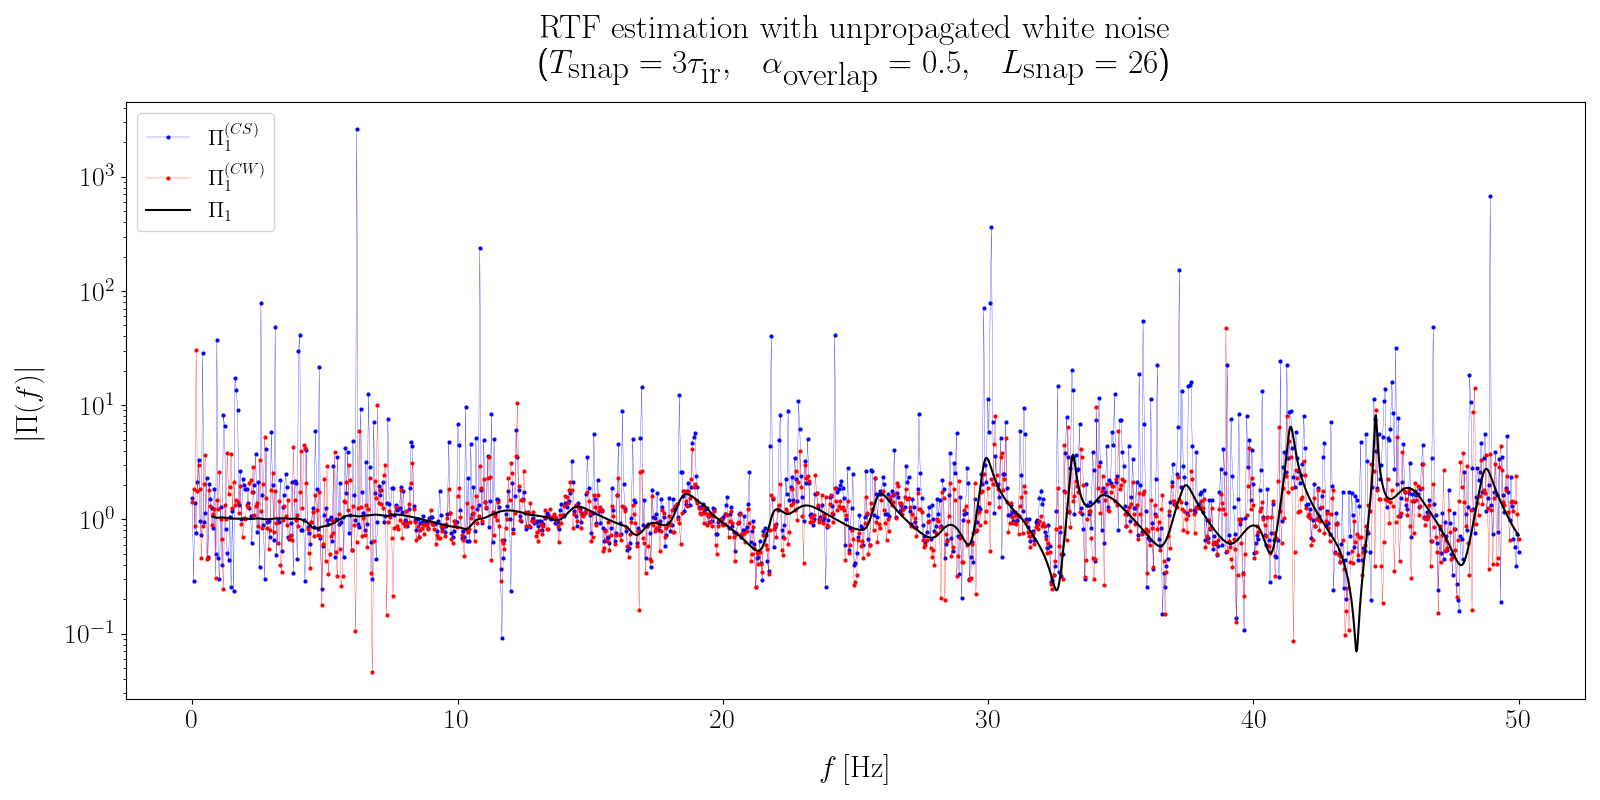 RTF estimation with unpropagated white noise
(T_snap = 3τ_ir, α_overlap = 0.5, L_snap = 26)
Π_1^(CS)
Π_1^(CW)
Π_1
|Π(f)|
10^3
10^2
10^1
10^0
10^−1
0 10 20 30 40 50
f [Hz]